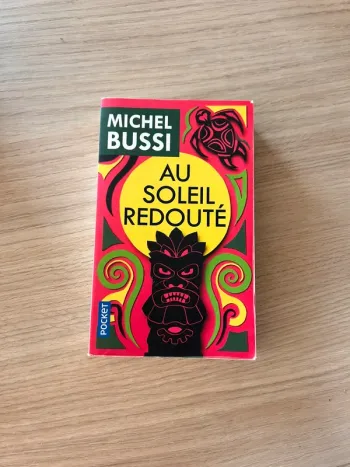 MICHEL
BUSSI
AU
SOLEIL
REDOUTÉ
POCKET